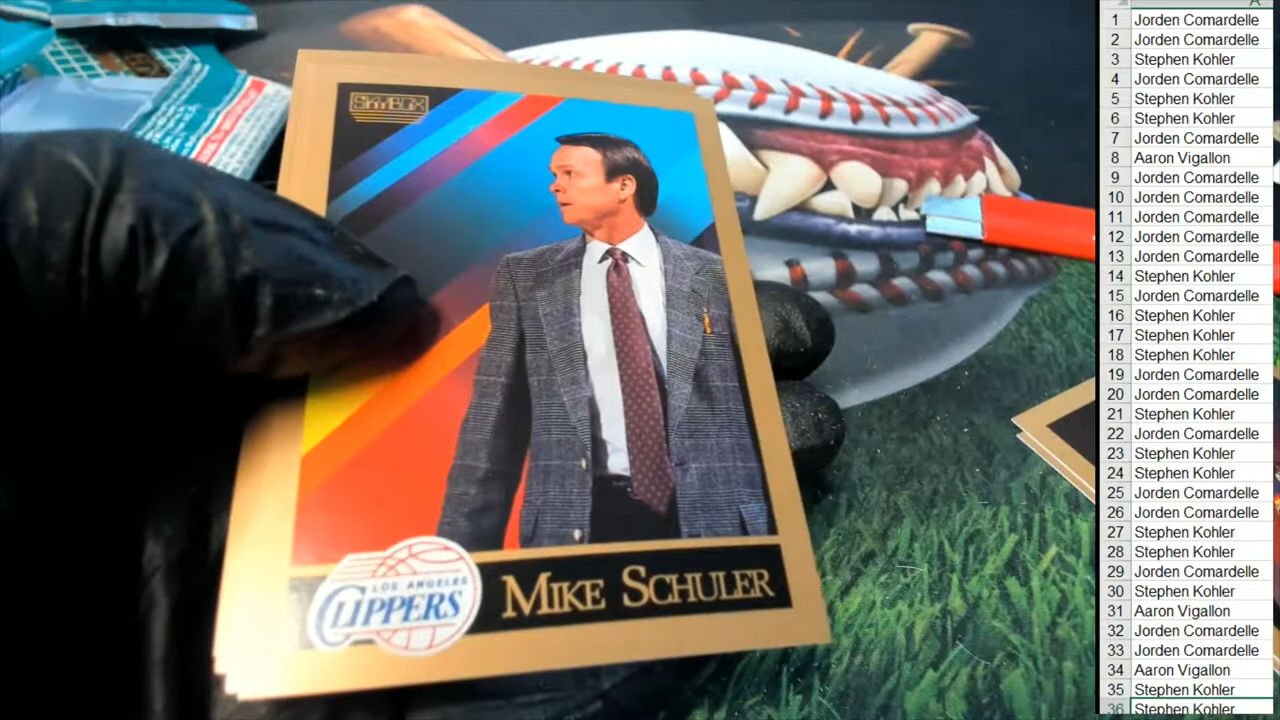 SKYBOX
LOS ANGELES
CLIPPERS
MIKE SCHULER
A
1 Jorden Comardelle
2 Jorden Comardelle
3 Stephen Kohler
4 Jorden Comardelle
5 Stephen Kohler
6 Stephen Kohler
7 Jorden Comardelle
8 Aaron Vigallon
9 Jorden Comardelle
10 Jorden Comardelle
11 Jorden Comardelle
12 Jorden Comardelle
13 Jorden Comardelle
14 Stephen Kohler
15 Jorden Comardelle
16 Stephen Kohler
17 Stephen Kohler
18 Stephen Kohler
19 Jorden Comardelle
20 Jorden Comardelle
21 Stephen Kohler
22 Jorden Comardelle
23 Stephen Kohler
24 Stephen Kohler
25 Jorden Comardelle
26 Jorden Comardelle
27 Stephen Kohler
28 Stephen Kohler
29 Jorden Comardelle
30 Stephen Kohler
31 Aaron Vigallon
32 Jorden Comardelle
33 Jorden Comardelle
34 Aaron Vigallon
35 Stephen Kohler
36 Stephen Kohler